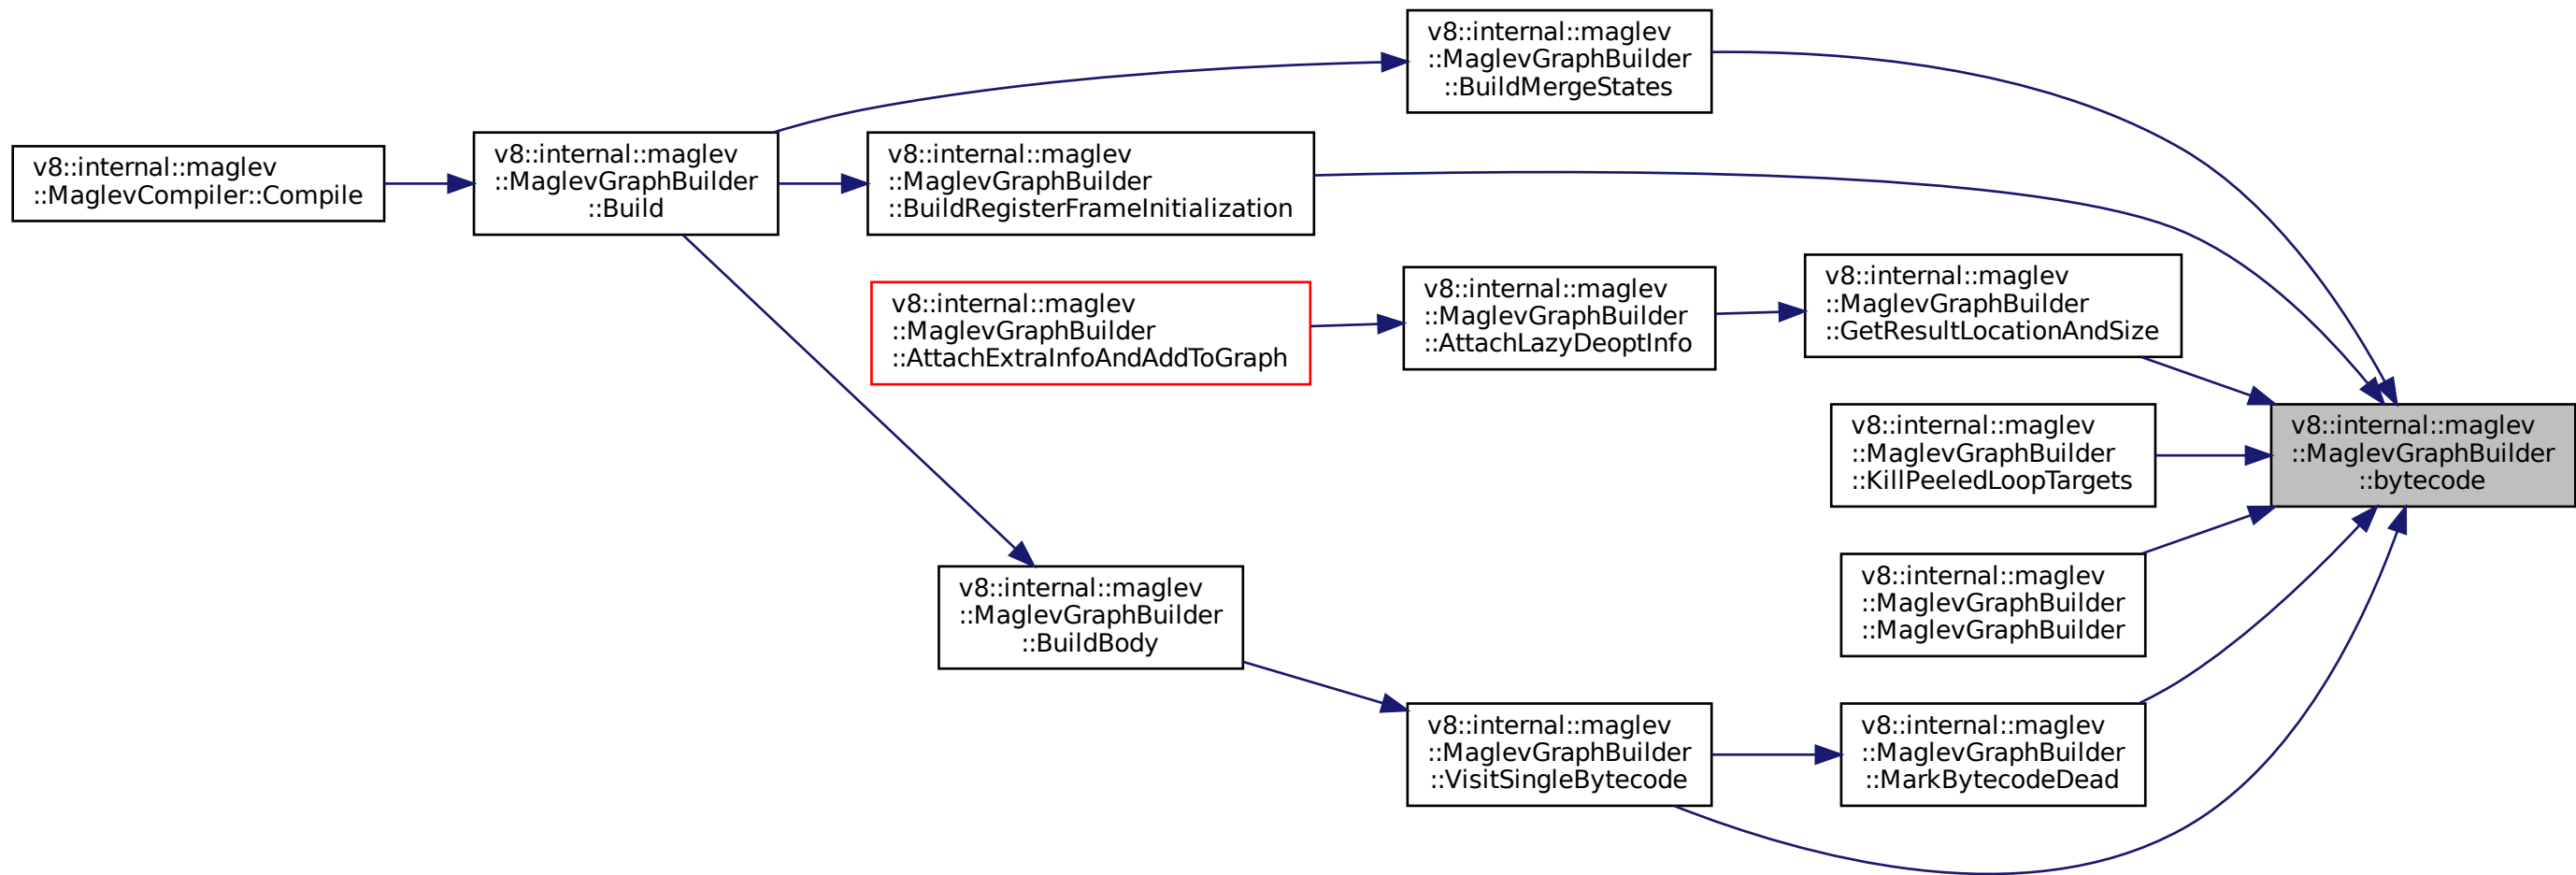 v8::internal::maglev
::MaglevGraphBuilder
::BuildMergeStates
v8::internal::maglev
::MaglevCompiler::Compile
v8::internal::maglev
::MaglevGraphBuilder
::Build
v8::internal::maglev
::MaglevGraphBuilder
::BuildRegisterFrameInitialization
v8::internal::maglev
::MaglevGraphBuilder
::AttachExtraInfoAndAddToGraph
v8::internal::maglev
::MaglevGraphBuilder
::AttachLazyDeoptInfo
v8::internal::maglev
::MaglevGraphBuilder
::GetResultLocationAndSize
v8::internal::maglev
::MaglevGraphBuilder
::KillPeeledLoopTargets
v8::internal::maglev
::MaglevGraphBuilder
::bytecode
v8::internal::maglev
::MaglevGraphBuilder
::MaglevGraphBuilder
v8::internal::maglev
::MaglevGraphBuilder
::BuildBody
v8::internal::maglev
::MaglevGraphBuilder
::VisitSingleBytecode
v8::internal::maglev
::MaglevGraphBuilder
::MarkBytecodeDead